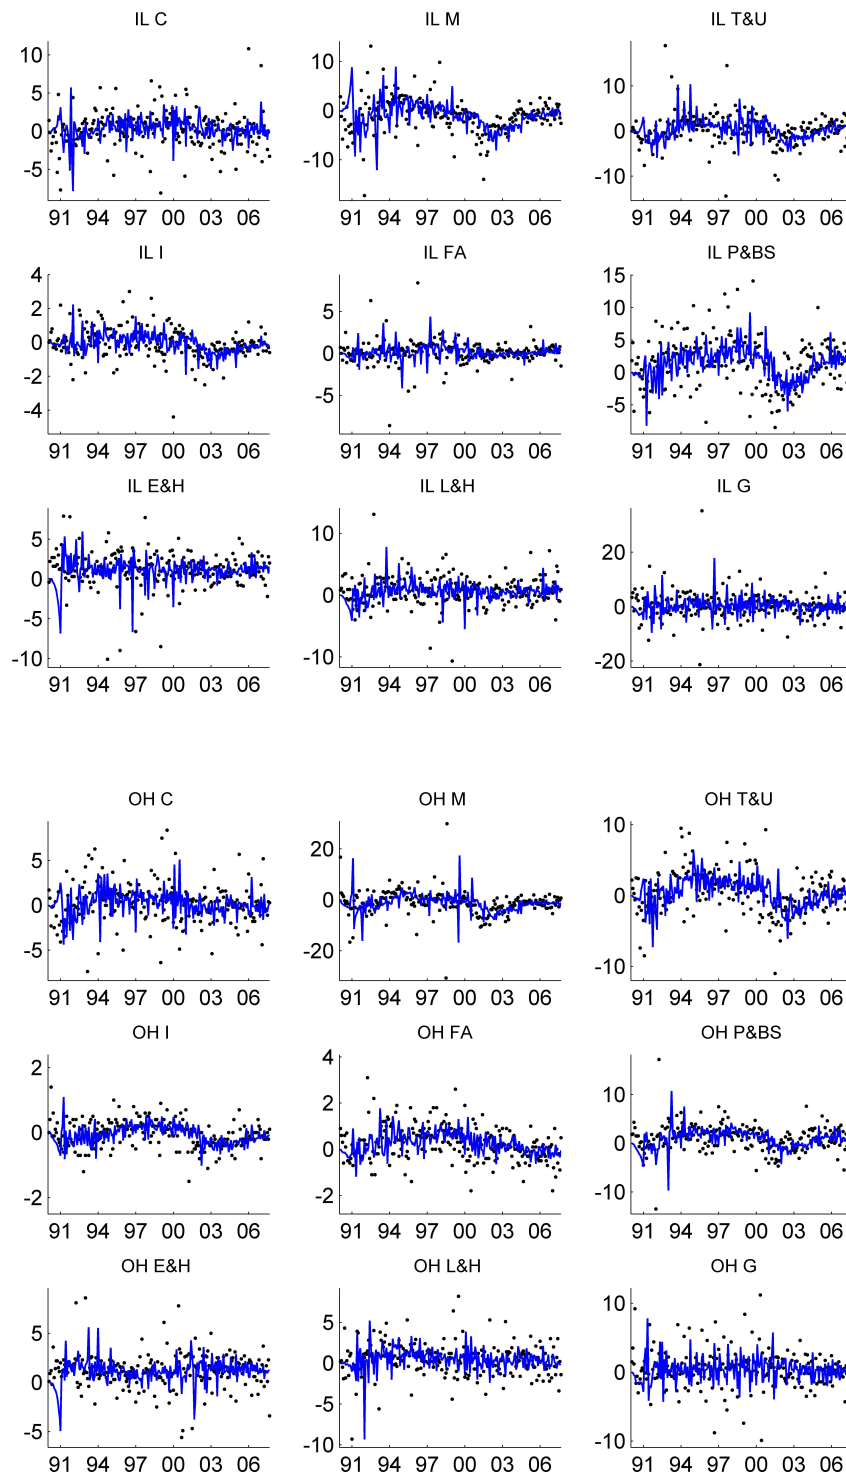 IL C IL M IL T&U
10 5 0 -5
10 0 -10
10 0 -10
91 94 97 00 03 06 91 94 97 00 03 06 91 94 97 00 03 06
IL I IL FA IL P&BS
4 2 0 -2 -4
5 0 -5
15 10 5 0 -5
91 94 97 00 03 06 91 94 97 00 03 06 91 94 97 00 03 06
IL E&H IL L&H IL G
5 0 -5 -10
10 0 -10
20 0 -20
91 94 97 00 03 06 91 94 97 00 03 06 91 94 97 00 03 06
OH C OH M OH T&U
5 0 -5
20 0 -20
10 0 -10
91 94 97 00 03 06 91 94 97 00 03 06 91 94 97 00 03 06
OH I OH FA OH P&BS
2 0 -2
4 2 0 -2
10 0 -10
91 94 97 00 03 06 91 94 97 00 03 06 91 94 97 00 03 06
OH E&H OH L&H OH G
5 0 -5
5 0 -5 -10
10 0 -10
91 94 97 00 03 06 91 94 97 00 03 06 91 94 97 00 03 06